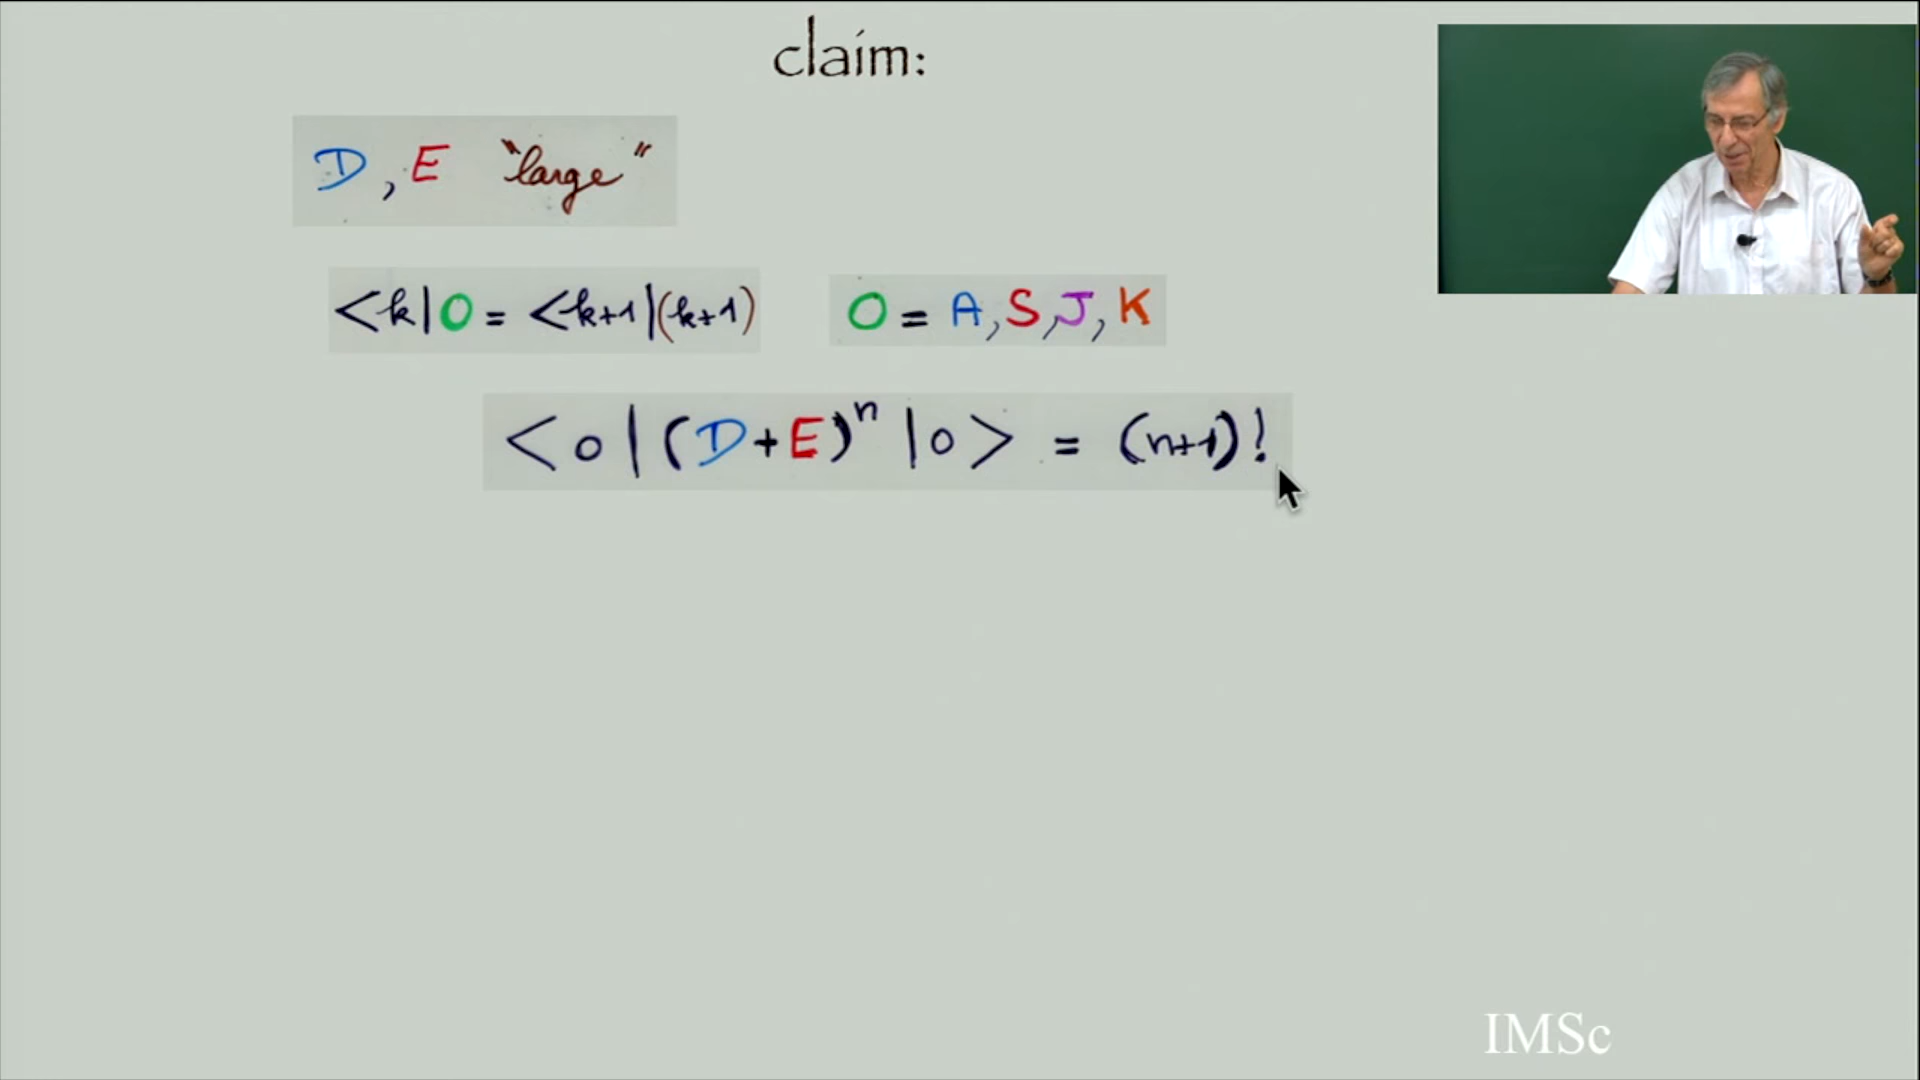 claim:
D, E "large"
<k|O = <k+1|(k+1) O = A, S, J, K
<0|(D+E)ⁿ|0> = (n+1)!
IMSc